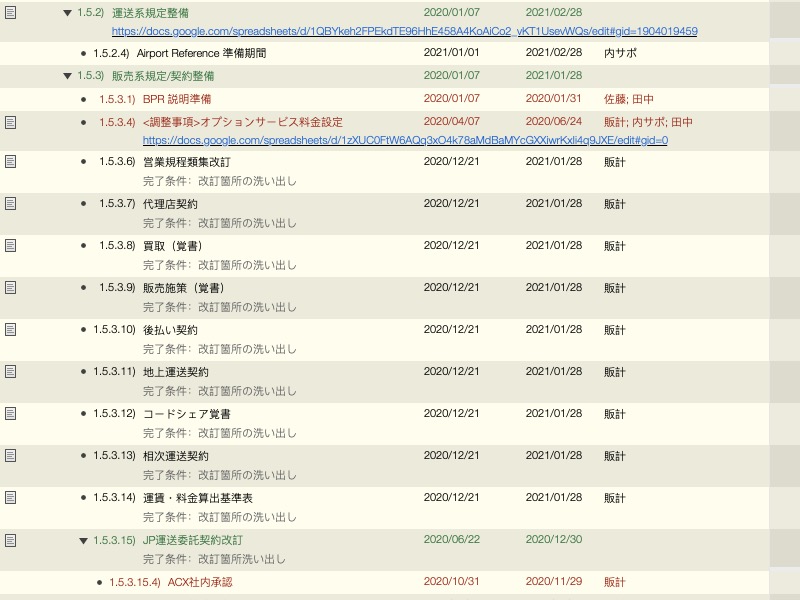 1.5.2) 運送系規定整備 2020/01/07 2021/02/28
https://docs.google.com/spreadsheets/d/1QBYkeh2FPEkdTE96HhE458A4KoAiCo2_yKT1UsevWQs/edit#gid=1904019459
1.5.2.4) Airport Reference 準備期間 2021/01/01 2021/02/28 内サポ
1.5.3) 販売系規定/契約整備 2020/01/07 2021/01/28
1.5.3.1) BPR 説明準備 2020/01/07 2020/01/31 佐藤; 田中
1.5.3.4) <調整事項>オプションサービス料金設定 2020/04/07 2020/06/24 販計; 内サポ; 田中
https://docs.google.com/spreadsheets/d/1zXUC0FtW6AQq3xO4k78aMdBaMYcGXXiwrKxli4q9JXE/edit#gid=0
1.5.3.6) 営業規程類集改訂 2020/12/21 2021/01/28 販計
完了条件: 改訂箇所の洗い出し
1.5.3.7) 代理店契約 2020/12/21 2021/01/28 販計
完了条件: 改訂箇所の洗い出し
1.5.3.8) 買取（覚書） 2020/12/21 2021/01/28 販計
完了条件: 改訂箇所の洗い出し
1.5.3.9) 販売施策（覚書） 2020/12/21 2021/01/28 販計
完了条件: 改訂箇所の洗い出し
1.5.3.10) 後払い契約 2020/12/21 2021/01/28 販計
完了条件: 改訂箇所の洗い出し
1.5.3.11) 地上運送契約 2020/12/21 2021/01/28 販計
完了条件: 改訂箇所の洗い出し
1.5.3.12) コードシェア覚書 2020/12/21 2021/01/28 販計
完了条件: 改訂箇所の洗い出し
1.5.3.13) 相次運送契約 2020/12/21 2021/01/28 販計
完了条件: 改訂箇所の洗い出し
1.5.3.14) 運賃・料金算出基準表 2020/12/21 2021/01/28 販計
完了条件: 改訂箇所の洗い出し
1.5.3.15) JP運送委託契約改訂 2020/06/22 2020/12/30
完了条件: 改訂箇所洗い出し
1.5.3.15.4) ACX社内承認 2020/10/31 2020/11/29 販計